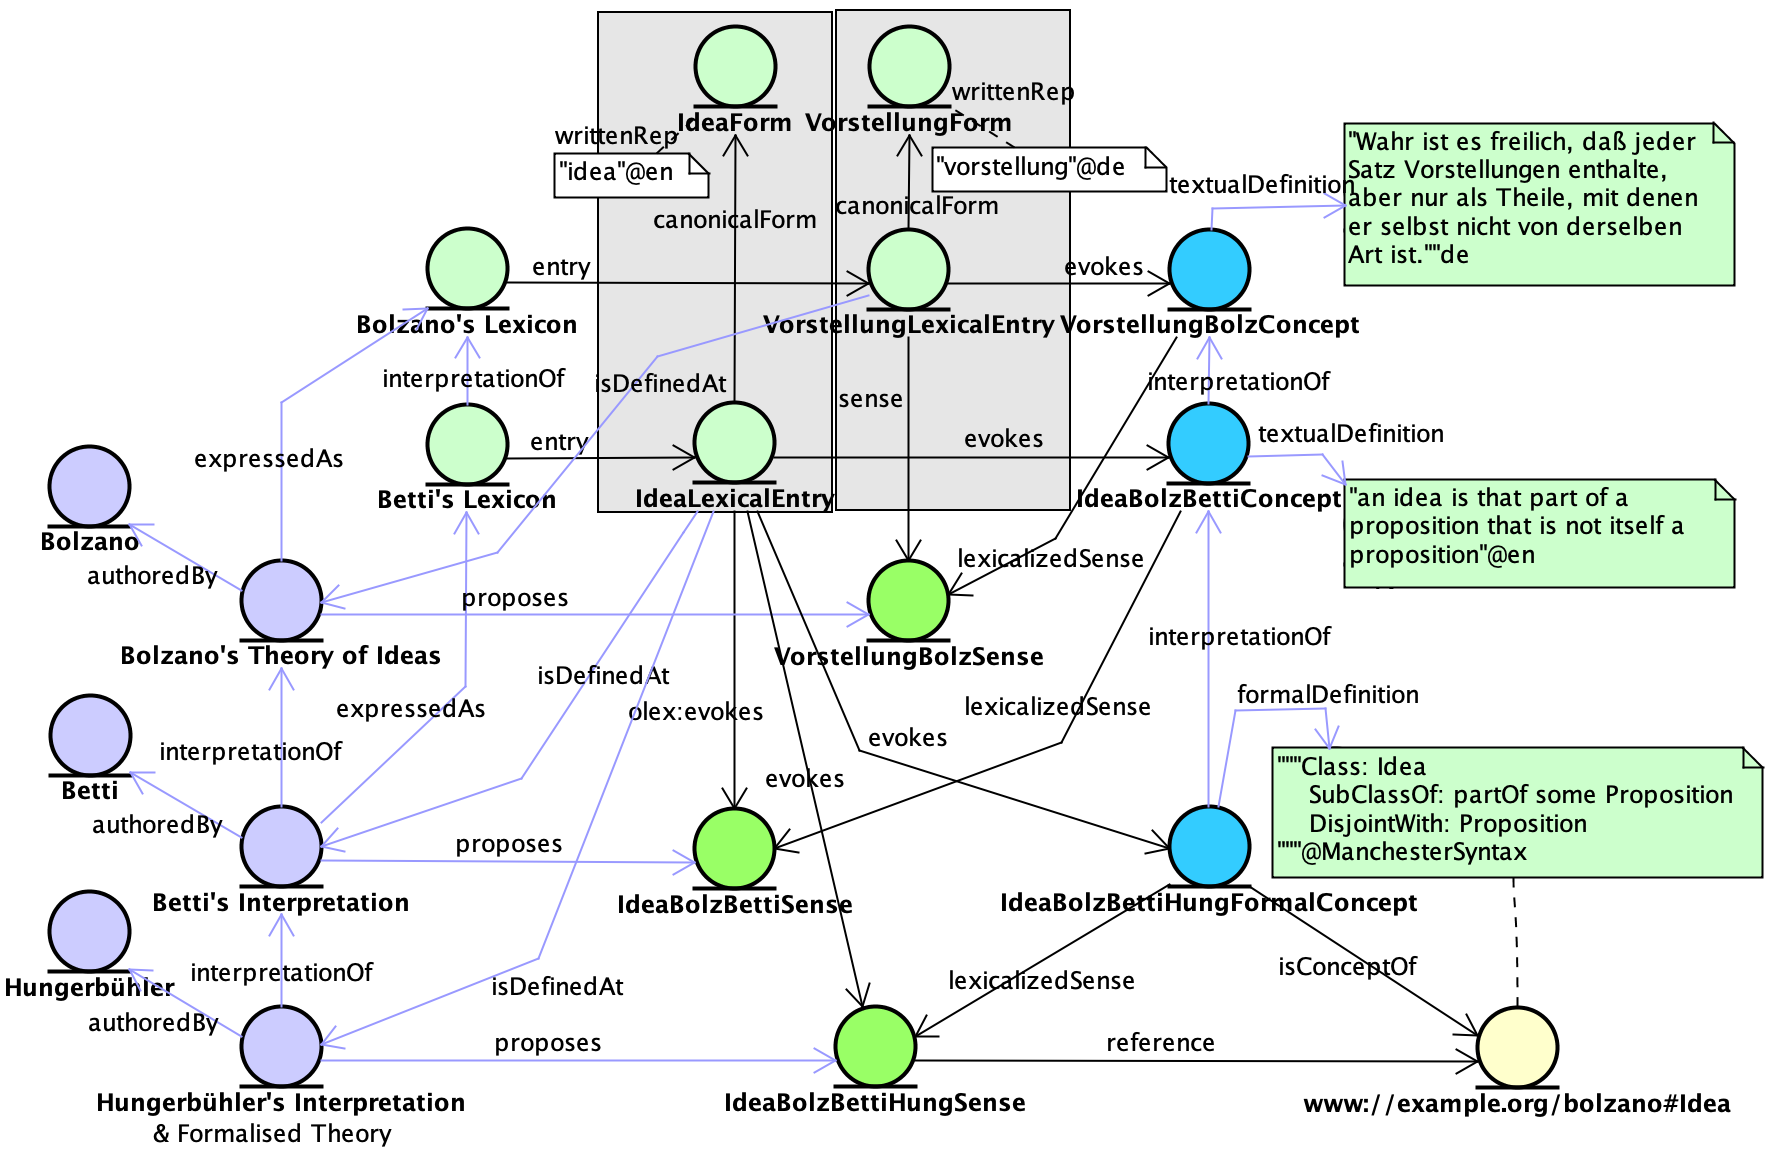 writtenRep
IdeaForm
VorstellungForm
writtenRep
"idea"@en
"vorstellung"@de
"Wahr ist es freilich, daß jeder
Satz Vorstellungen enthalte,
aber nur als Theile, mit denen
er selbst nicht von derselben
Art ist.""de
textualDefinition
canonicalForm
canonicalForm
entry
evokes
Bolzano's Lexicon
VorstellungLexicalEntry
VorstellungBolzConcept
interpretationOf
isDefinedAt
sense
interpretationOf
expressedAs
entry
evokes
textualDefinition
Betti's Lexicon
IdeaLexicalEntry
IdeaBolzBettiConcept
"an idea is that part of a
proposition that is not itself a
proposition"@en
Bolzano
authoredBy
proposes
lexicalizedSense
Bolzano's Theory of Ideas
VorstellungBolzSense
interpretationOf
isDefinedAt
expressedAs
olex:evokes
lexicalizedSense
formalDefinition
interpretationOf
evokes
evokes
Betti
authoredBy
"""Class: Idea
SubClassOf: partOf some Proposition
DisjointWith: Proposition
"""@ManchesterSyntax
proposes
Betti's Interpretation
IdeaBolzBettiSense
IdeaBolzBettiHungFormalConcept
interpretationOf
isDefinedAt
lexicalizedSense
isConceptOf
Hungerbühler
authoredBy
proposes
reference
Hungerbühler's Interpretation
& Formalised Theory
IdeaBolzBettiHungSense
www://example.org/bolzano#Idea